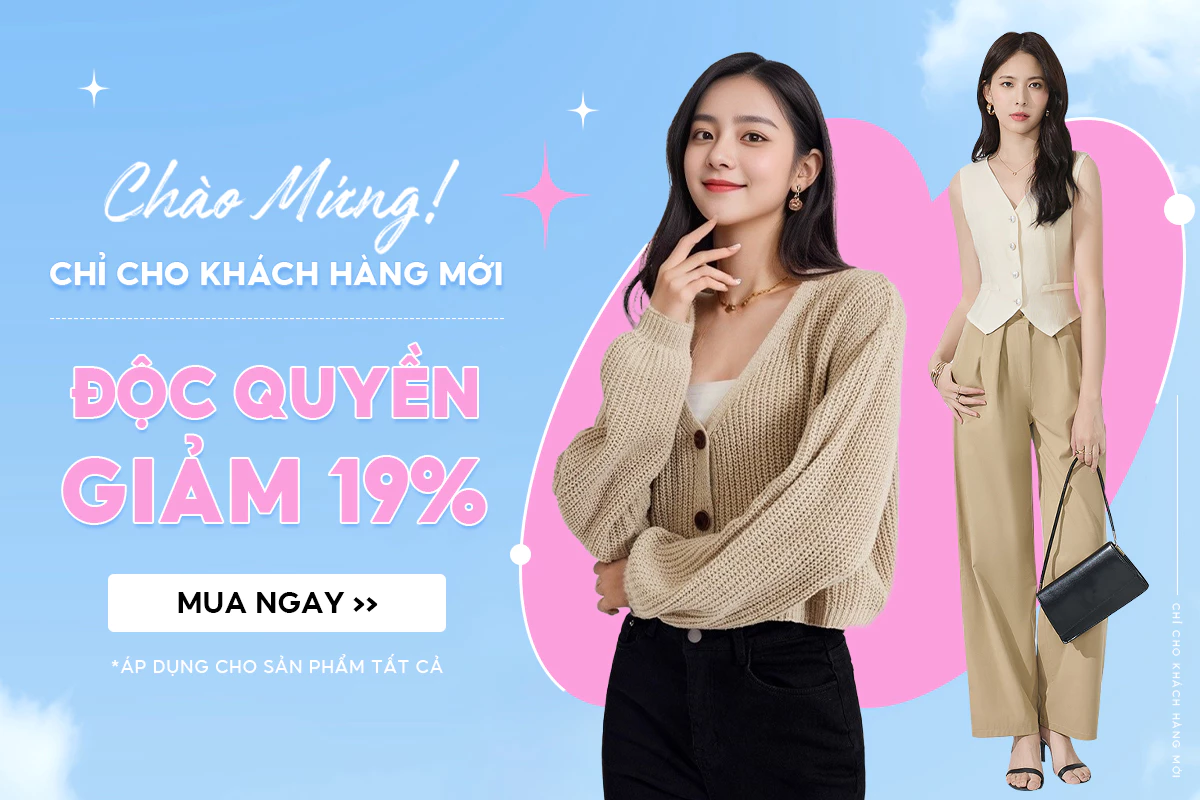 Chào Mừng!
CHỈ CHO KHÁCH HÀNG MỚI
ĐỘC QUYỀN
GIẢM 19%
MUA NGAY >>
*ÁP DỤNG CHO SẢN PHẨM TẤT CẢ
CHỈ CHO KHÁCH HÀNG MỚI